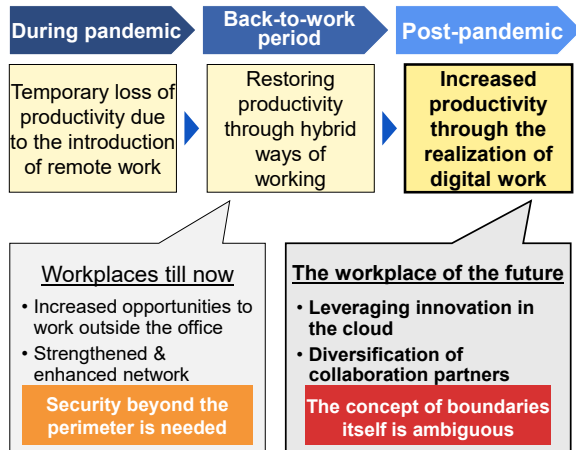 During pandemic
Back-to-work
period
Post-pandemic
Temporary loss of
productivity due
to the introduction
of remote work
Restoring
productivity
through hybrid
ways of
working
Increased
productivity
through the
realization of
digital work
Workplaces till now
• Increased opportunities to
work outside the office
• Strengthened &
enhanced network
Security beyond the
perimeter is needed
The workplace of the future
• Leveraging innovation in
the cloud
• Diversification of
collaboration partners
The concept of boundaries
itself is ambiguous